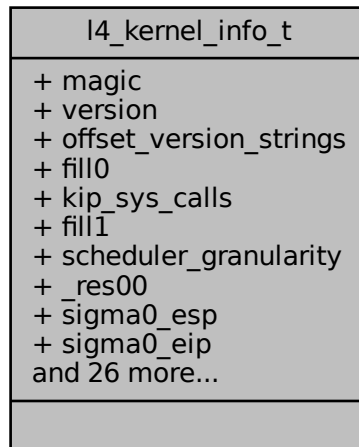 l4_kernel_info_t
+ magic
+ version
+ offset_version_strings
+ fill0
+ kip_sys_calls
+ fill1
+ scheduler_granularity
+ _res00
+ sigma0_esp
+ sigma0_eip
and 26 more...